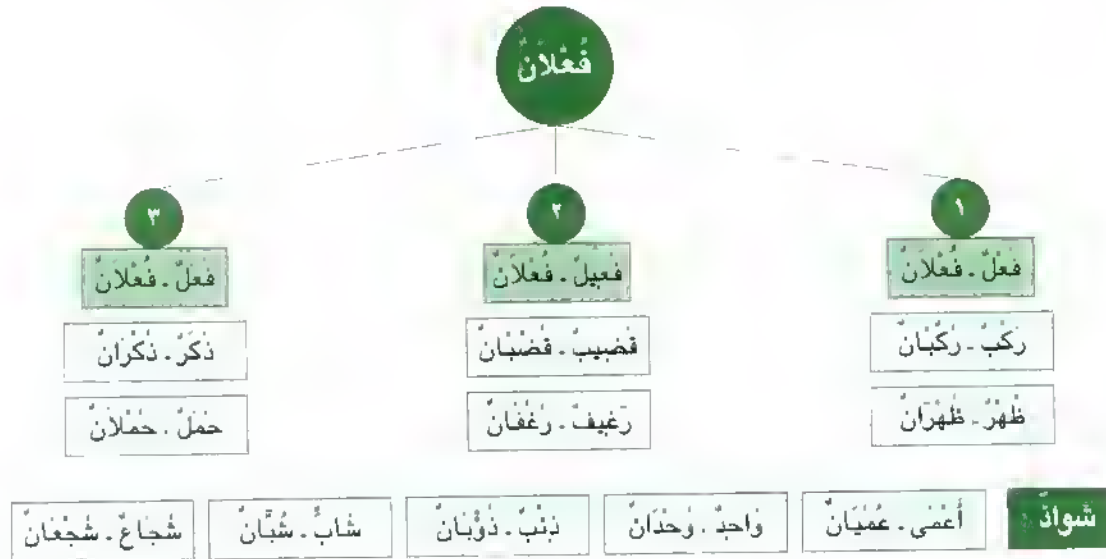 فُعْلَانٌ
١
فَعْلٌ . فُعْلَانٌ
رَكْبٌ . رُكْبَانٌ
ظَهْرٌ . ظُهْرَانٌ
٢
فَعِيلٌ . فُعْلَانٌ
قَضِيبٌ . قُضْبَانٌ
رَغِيفٌ . رُغْفَانٌ
٣
فَعَلٌ . فُعْلَانٌ
ذَكَرٌ . ذُكْرَانٌ
حَمَلٌ . حُمْلَانٌ
شواذّ أَعْمَى . عُمْيَانٌ وَاحِدٌ . وُحْدَانٌ ذِئْبٌ . ذُؤْبَانٌ شَابٌّ . شُبَّانٌ شُجَاعٌ . شُجْعَانٌ